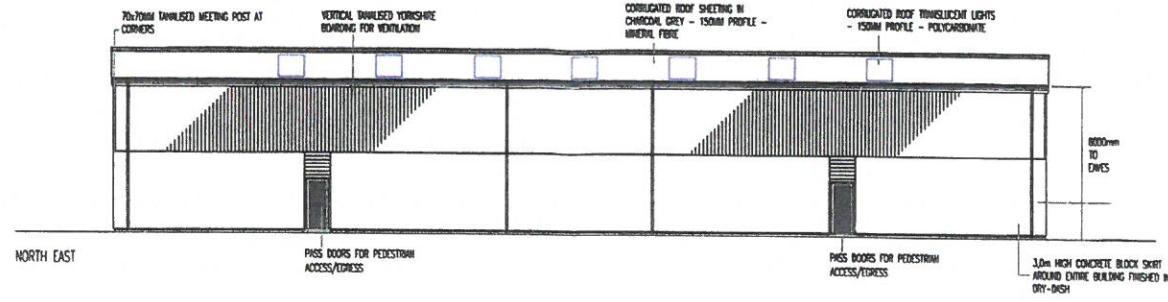 70x70MM TANALISED MEETING POST AT
CORNERS
VERTICAL TANALISED YORKSHIRE
BOARDING FOR VENTILATION
CORRUGATED ROOF SHEETING IN
CHARCOAL GREY - 150MM PROFILE -
MINERAL FIBRE
CORRUGATED ROOF TRANSLUCENT LIGHTS
- 150MM PROFILE - POLYCARBONATE
6000mm
TO
EAVES
NORTH EAST
PASS DOORS FOR PEDESTRIAN
ACCESS/EGRESS
PASS DOORS FOR PEDESTRIAN
ACCESS/EGRESS
3.0m HIGH CONCRETE BLOCK SKIRT
AROUND ENTIRE BUILDING FINISHED IN
DRY-DASH